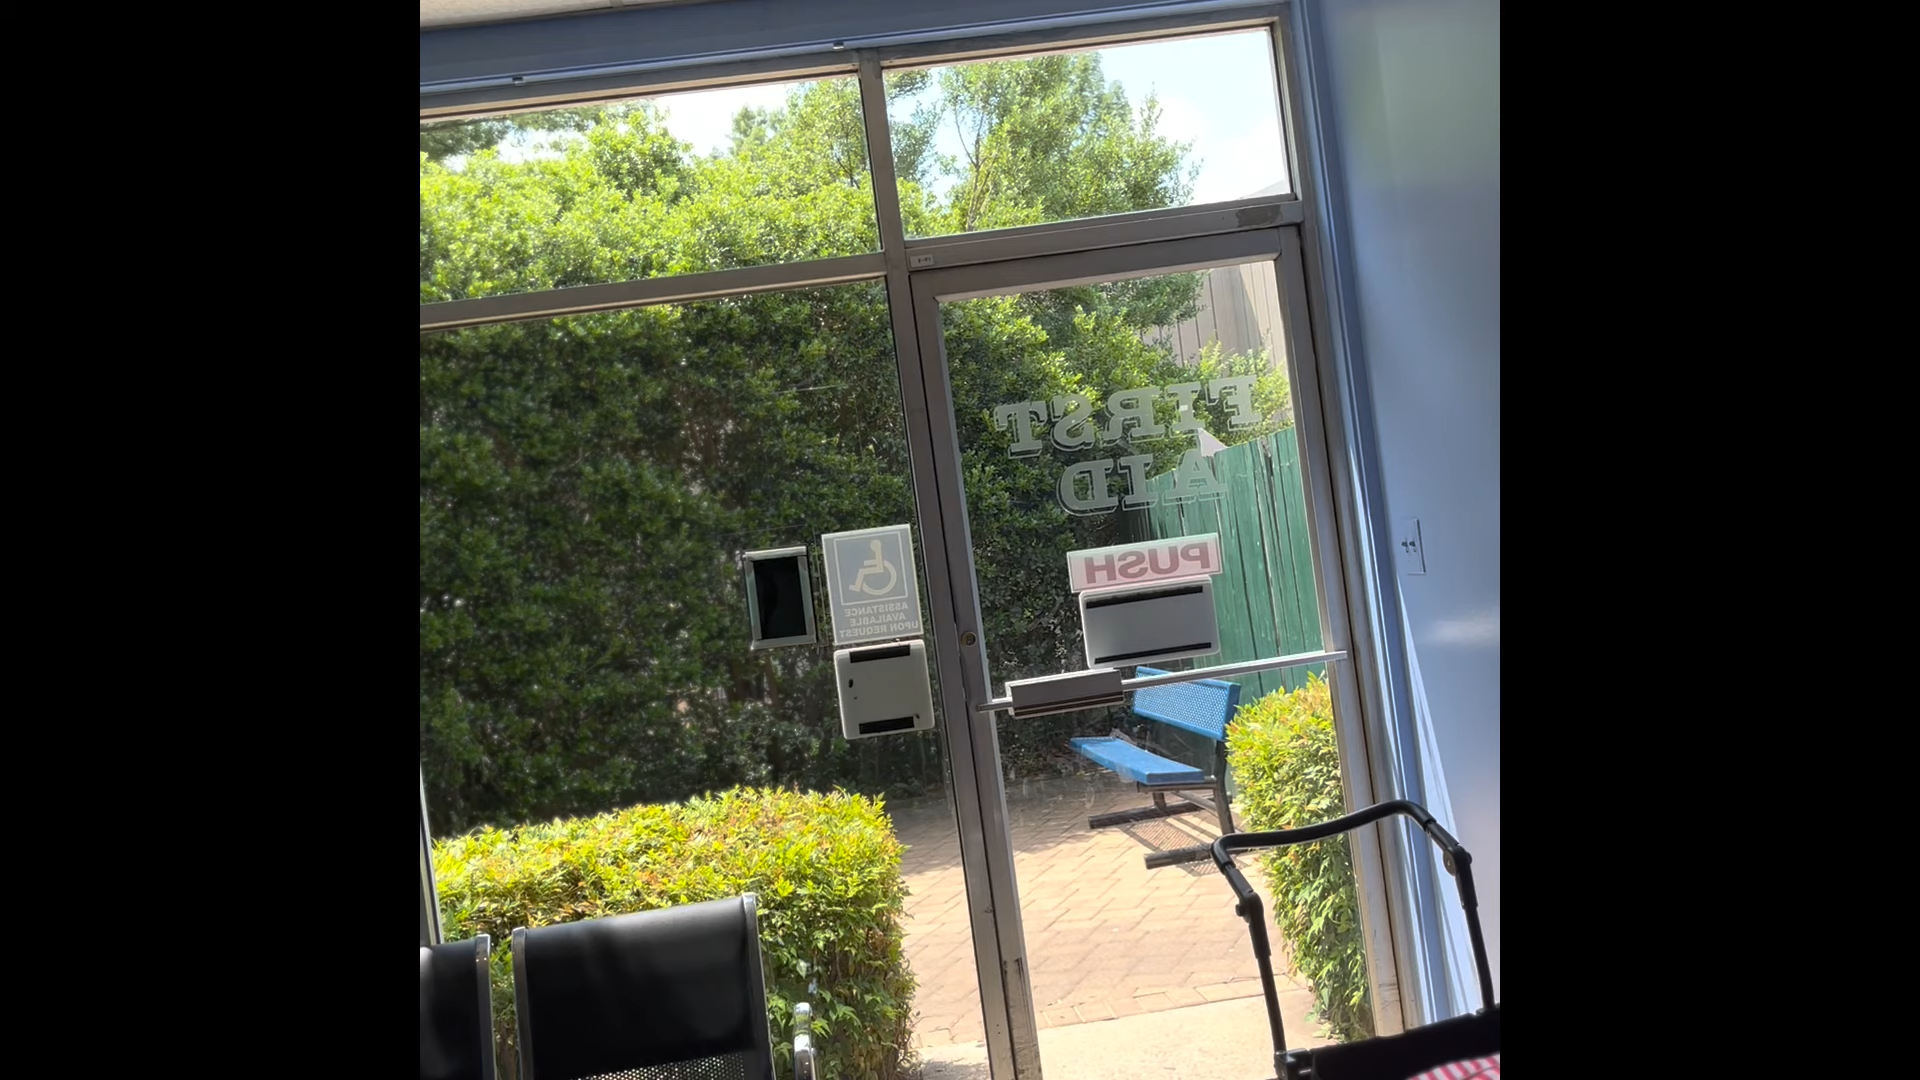 FIRST
AID
PUSH
ASSISTANCE
AVAILABLE
UPON REQUEST